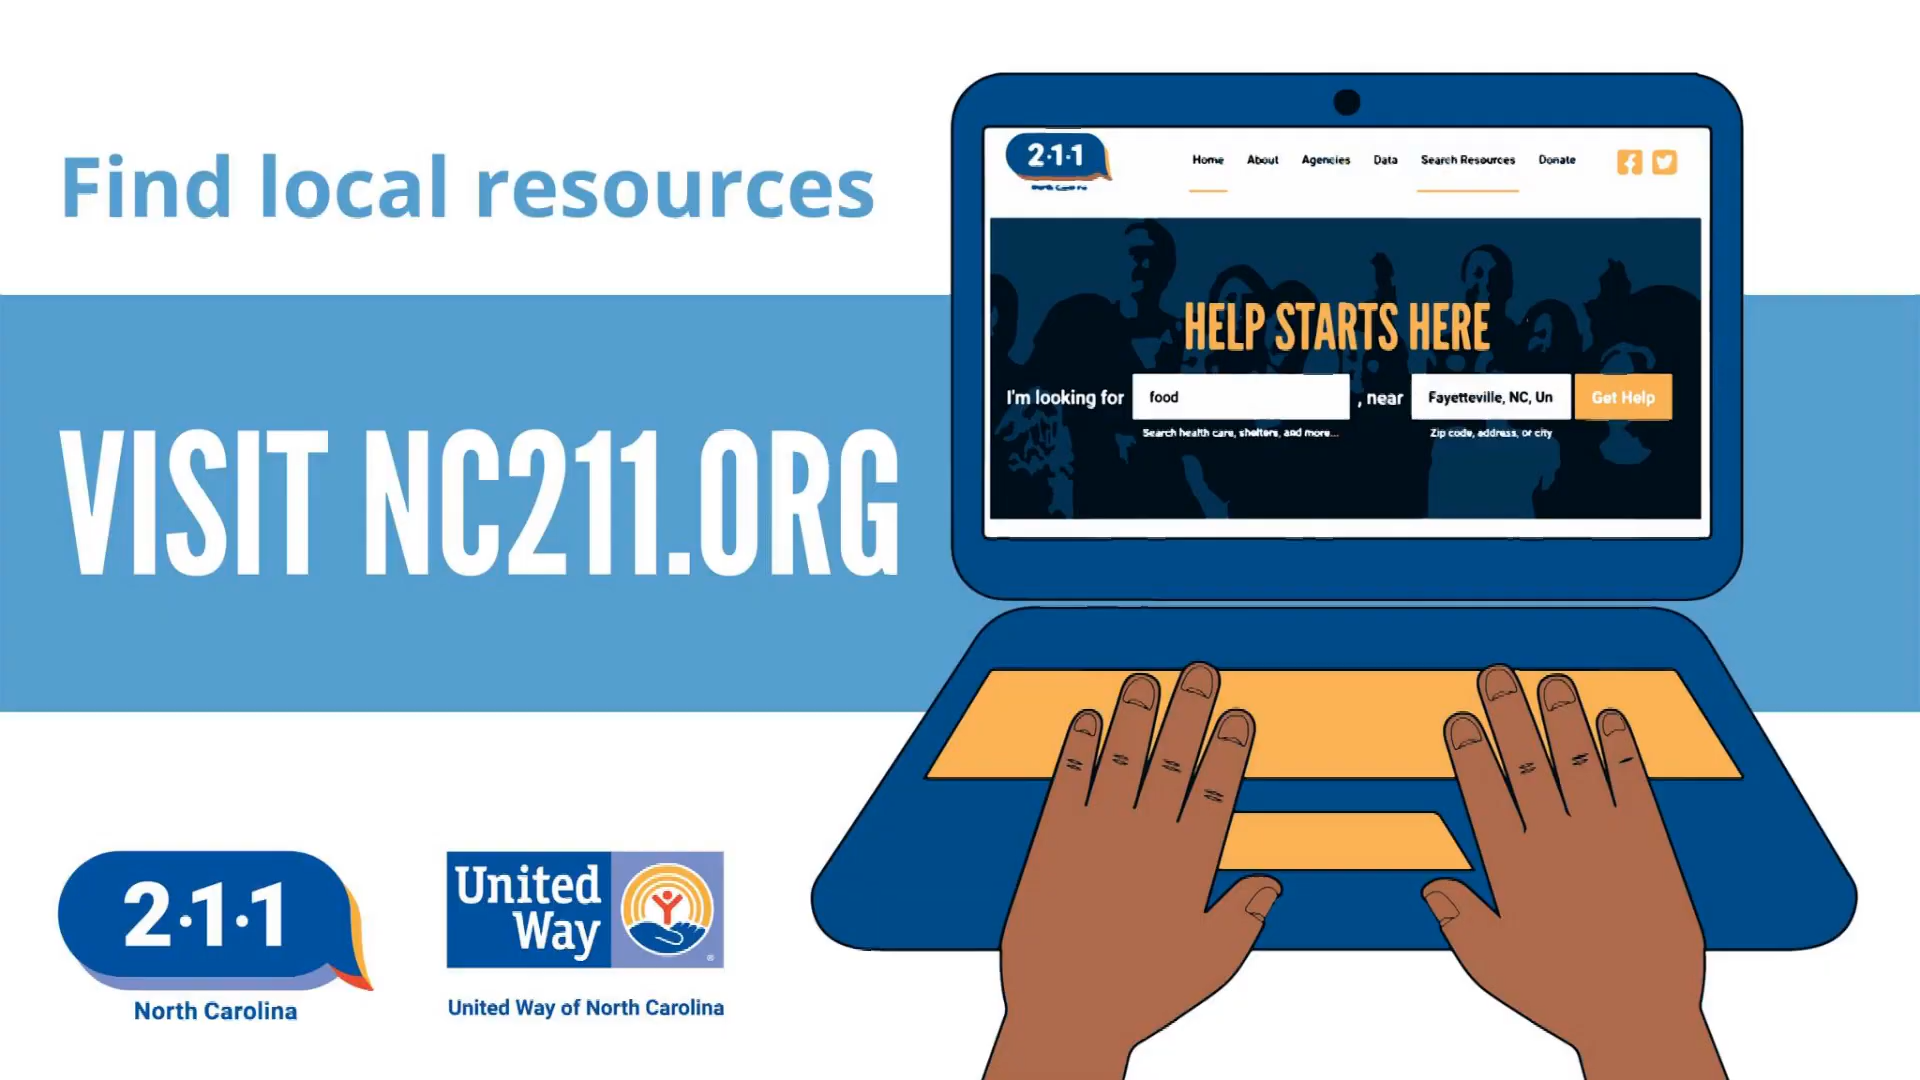 Find local resources
VISIT NC211.ORG
2·1·1
North Carolina
United
Way
®
United Way of North Carolina
2·1·1
North Carolina
Home About Agencies Data Search Resources Donate
HELP STARTS HERE
I'm looking for food , near Fayetteville, NC, Un Get Help
Search health care, shelters, and more... Zip code, address, or city